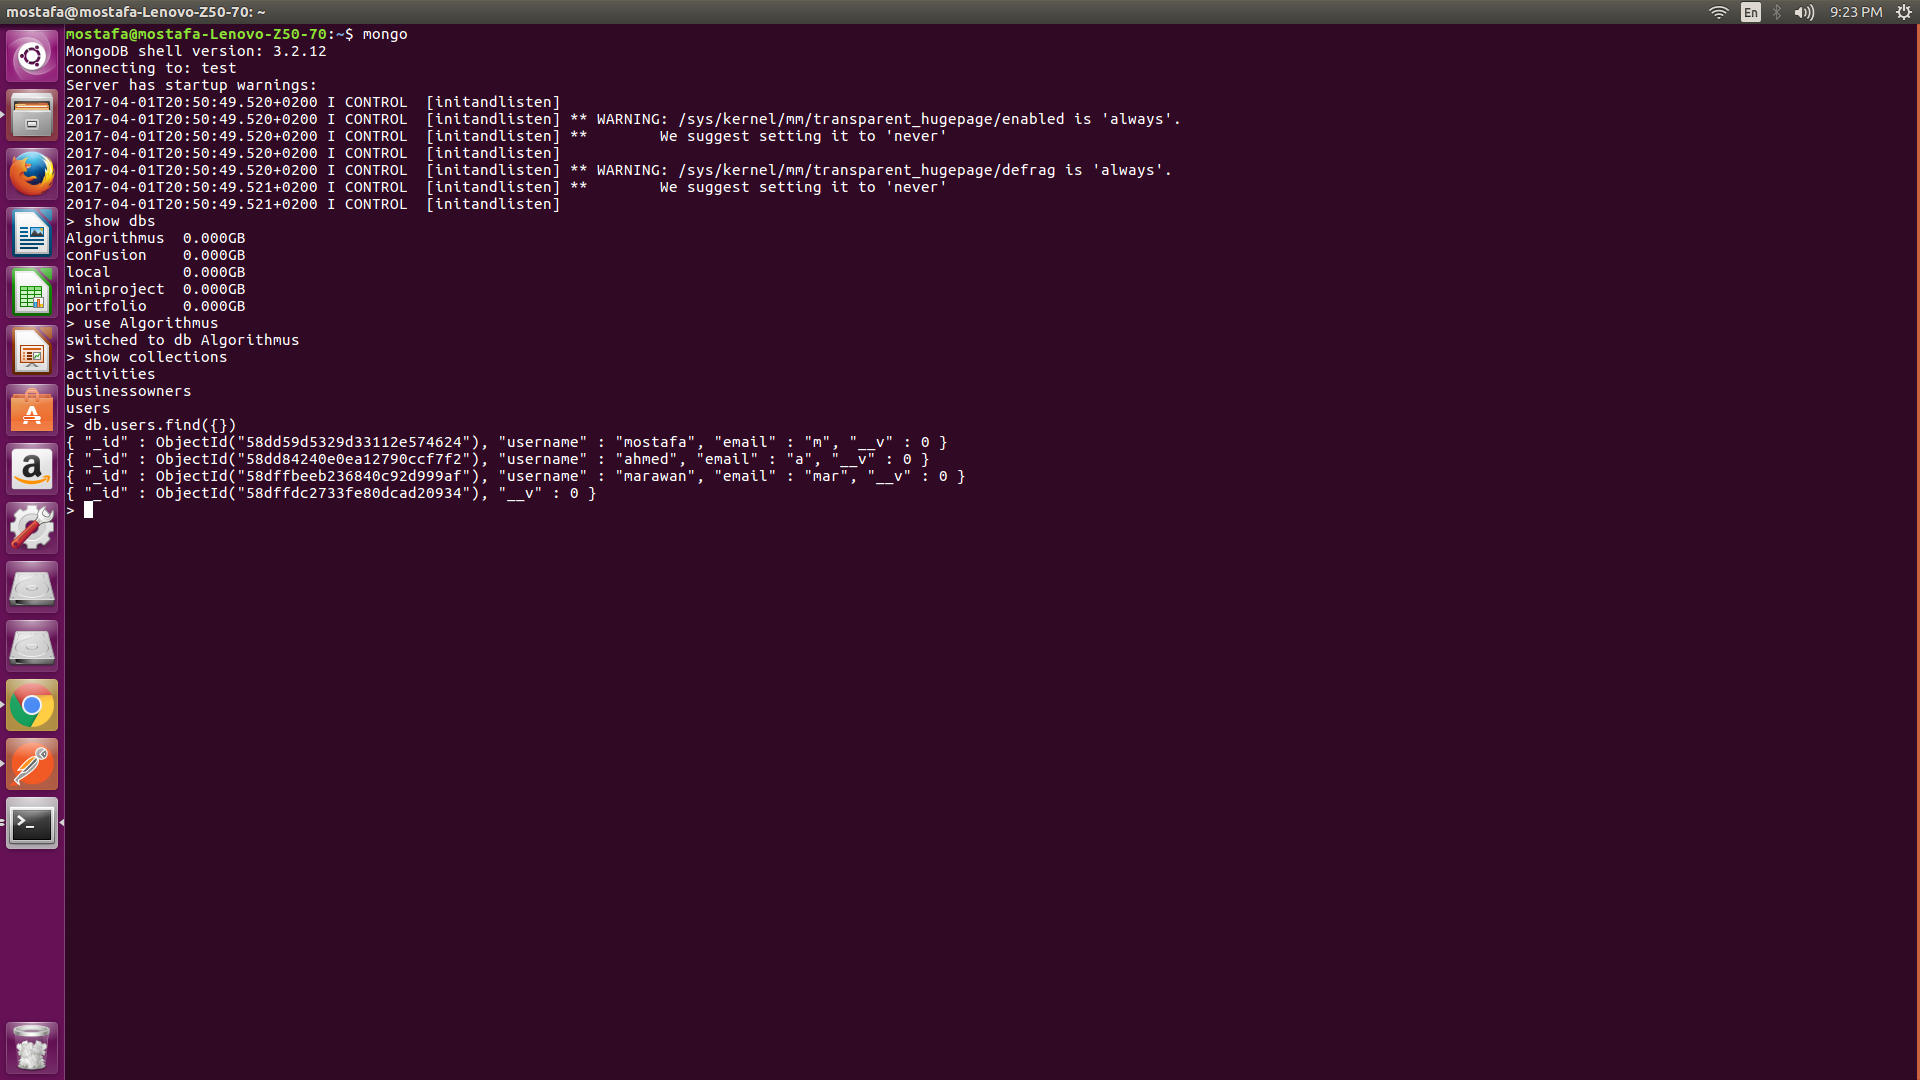 mostafa@mostafa-Lenovo-Z50-70: ~
En
9:23 PM
mostafa@mostafa-Lenovo-Z50-70:~$ mongo
MongoDB shell version: 3.2.12
connecting to: test
Server has startup warnings:
2017-04-01T20:50:49.520+0200 I CONTROL  [initandlisten]
2017-04-01T20:50:49.520+0200 I CONTROL  [initandlisten] ** WARNING: /sys/kernel/mm/transparent_hugepage/enabled is 'always'.
2017-04-01T20:50:49.520+0200 I CONTROL  [initandlisten] **        We suggest setting it to 'never'
2017-04-01T20:50:49.520+0200 I CONTROL  [initandlisten]
2017-04-01T20:50:49.520+0200 I CONTROL  [initandlisten] ** WARNING: /sys/kernel/mm/transparent_hugepage/defrag is 'always'.
2017-04-01T20:50:49.521+0200 I CONTROL  [initandlisten] **        We suggest setting it to 'never'
2017-04-01T20:50:49.521+0200 I CONTROL  [initandlisten]
> show dbs
Algorithmus  0.000GB
conFusion    0.000GB
local        0.000GB
miniproject  0.000GB
portfolio    0.000GB
> use Algorithmus
switched to db Algorithmus
> show collections
activities
businessowners
users
> db.users.find({})
{ "_id" : ObjectId("58dd59d5329d33112e574624"), "username" : "mostafa", "email" : "m", "__v" : 0 }
{ "_id" : ObjectId("58dd84240e0ea12790ccf7f2"), "username" : "ahmed", "email" : "a", "__v" : 0 }
{ "_id" : ObjectId("58dffbeeb236840c92d999af"), "username" : "marawan", "email" : "mar", "__v" : 0 }
{ "_id" : ObjectId("58dffdc2733fe80dcad20934"), "__v" : 0 }
>